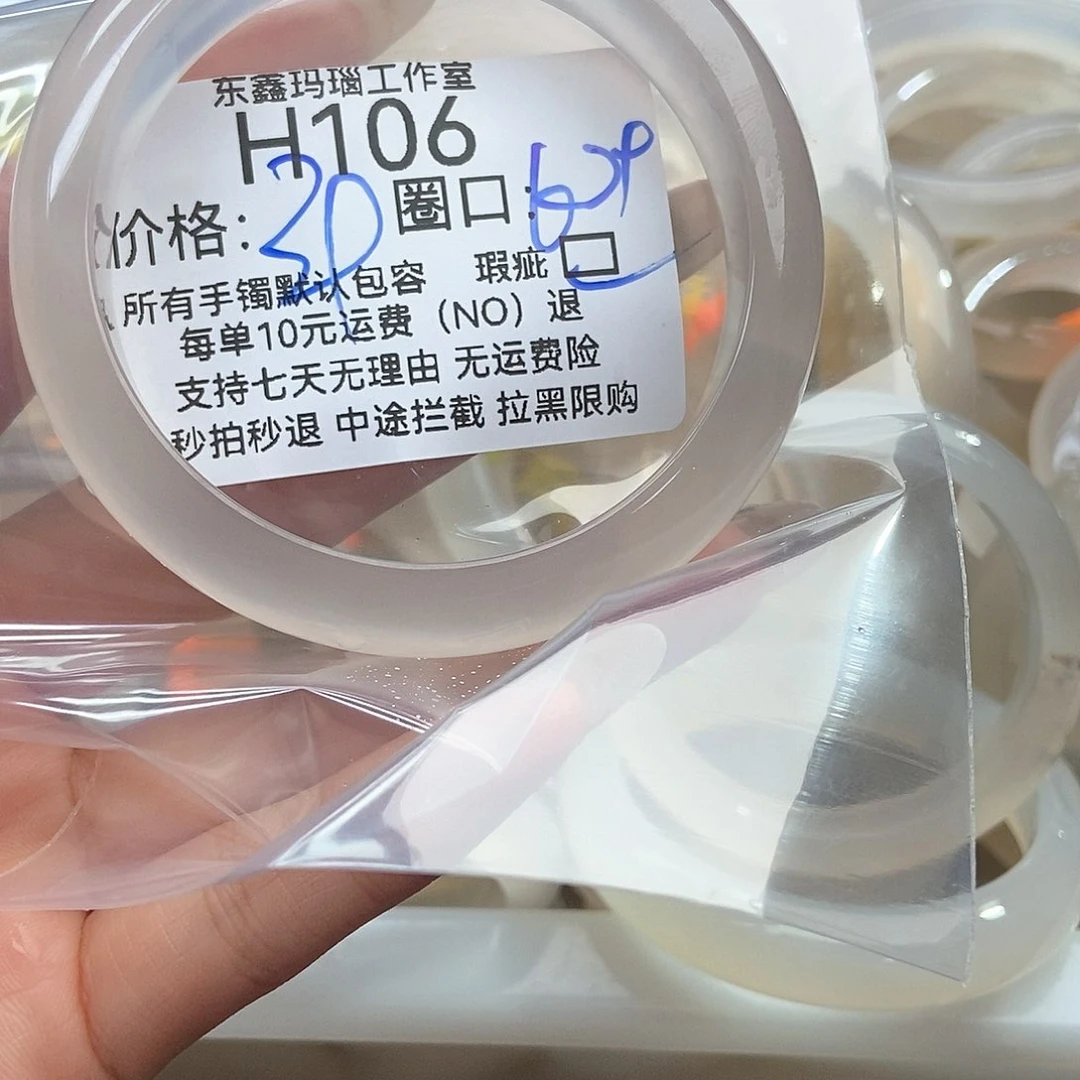 东鑫玛瑙工作室
H106
价格: 圈口:
所有手镯默认包容 瑕疵
每单10元运费（NO）退
支持七天无理由 无运费险
秒拍秒退 中途拦截 拉黑限购